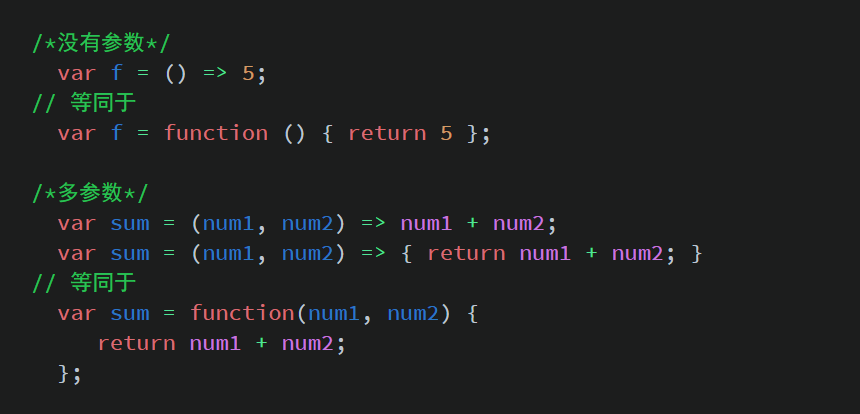 /*没有参数*/
var f = () => 5;
// 等同于
var f = function () { return 5 };
/*多参数*/
var sum = (num1, num2) => num1 + num2;
var sum = (num1, num2) => { return num1 + num2; }
// 等同于
var sum = function(num1, num2) {
return num1 + num2;
};